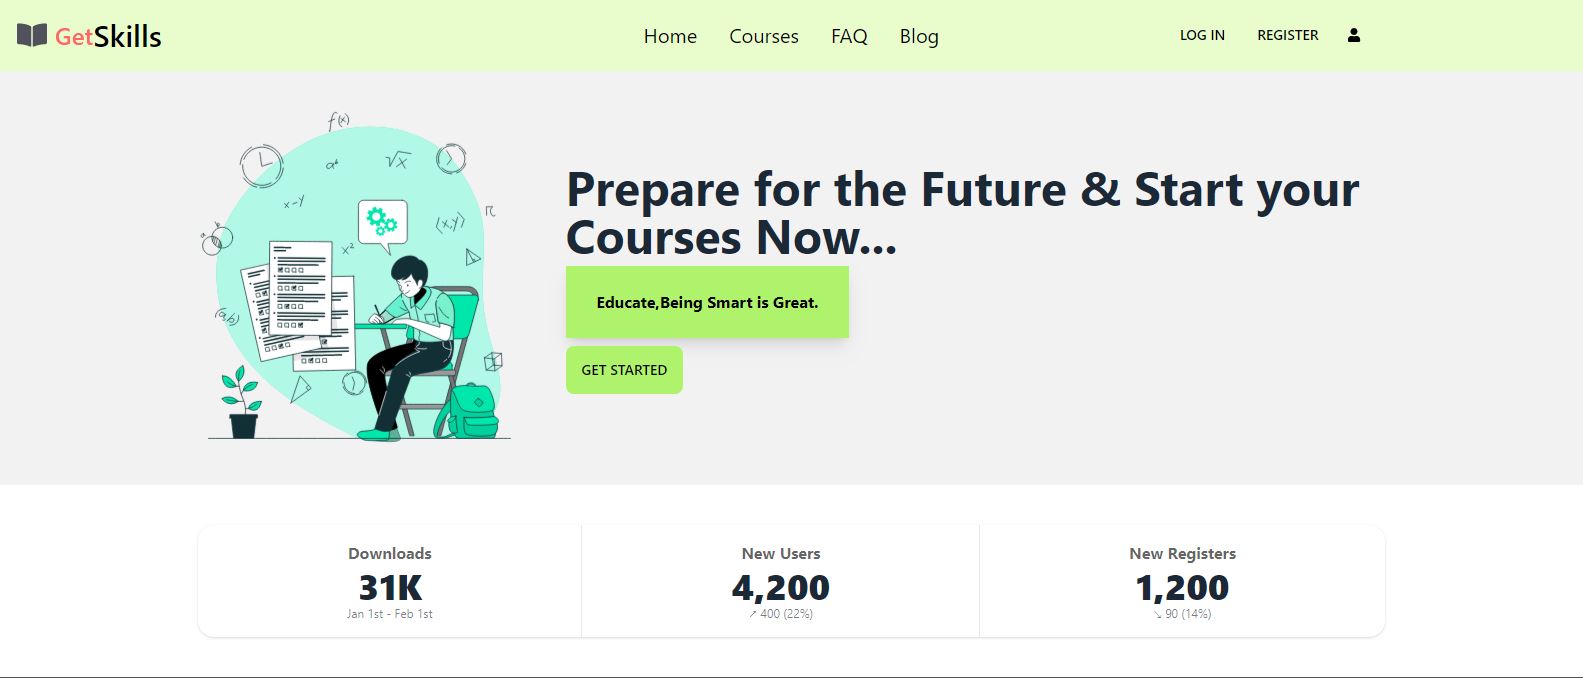 GetSkills
Home
Courses
FAQ
Blog
LOG IN
REGISTER
f(x)
a⁶
√x
x-y
(x,y)
π
b
a
x²
(a,b)
Prepare for the Future & Start your
Courses Now...
Educate,Being Smart is Great.
GET STARTED
Downloads
31K
Jan 1st - Feb 1st
New Users
4,200
↗︎ 400 (22%)
New Registers
1,200
↘︎ 90 (14%)